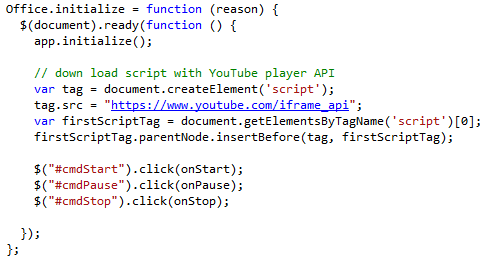 Office.initialize = function (reason) {
  $(document).ready(function () {
    app.initialize();

    // down load script with YouTube player API
    var tag = document.createElement('script');
    tag.src = "https://www.youtube.com/iframe_api";
    var firstScriptTag = document.getElementsByTagName('script')[0];
    firstScriptTag.parentNode.insertBefore(tag, firstScriptTag);

    $("#cmdStart").click(onStart);
    $("#cmdPause").click(onPause);
    $("#cmdStop").click(onStop);

  });
};